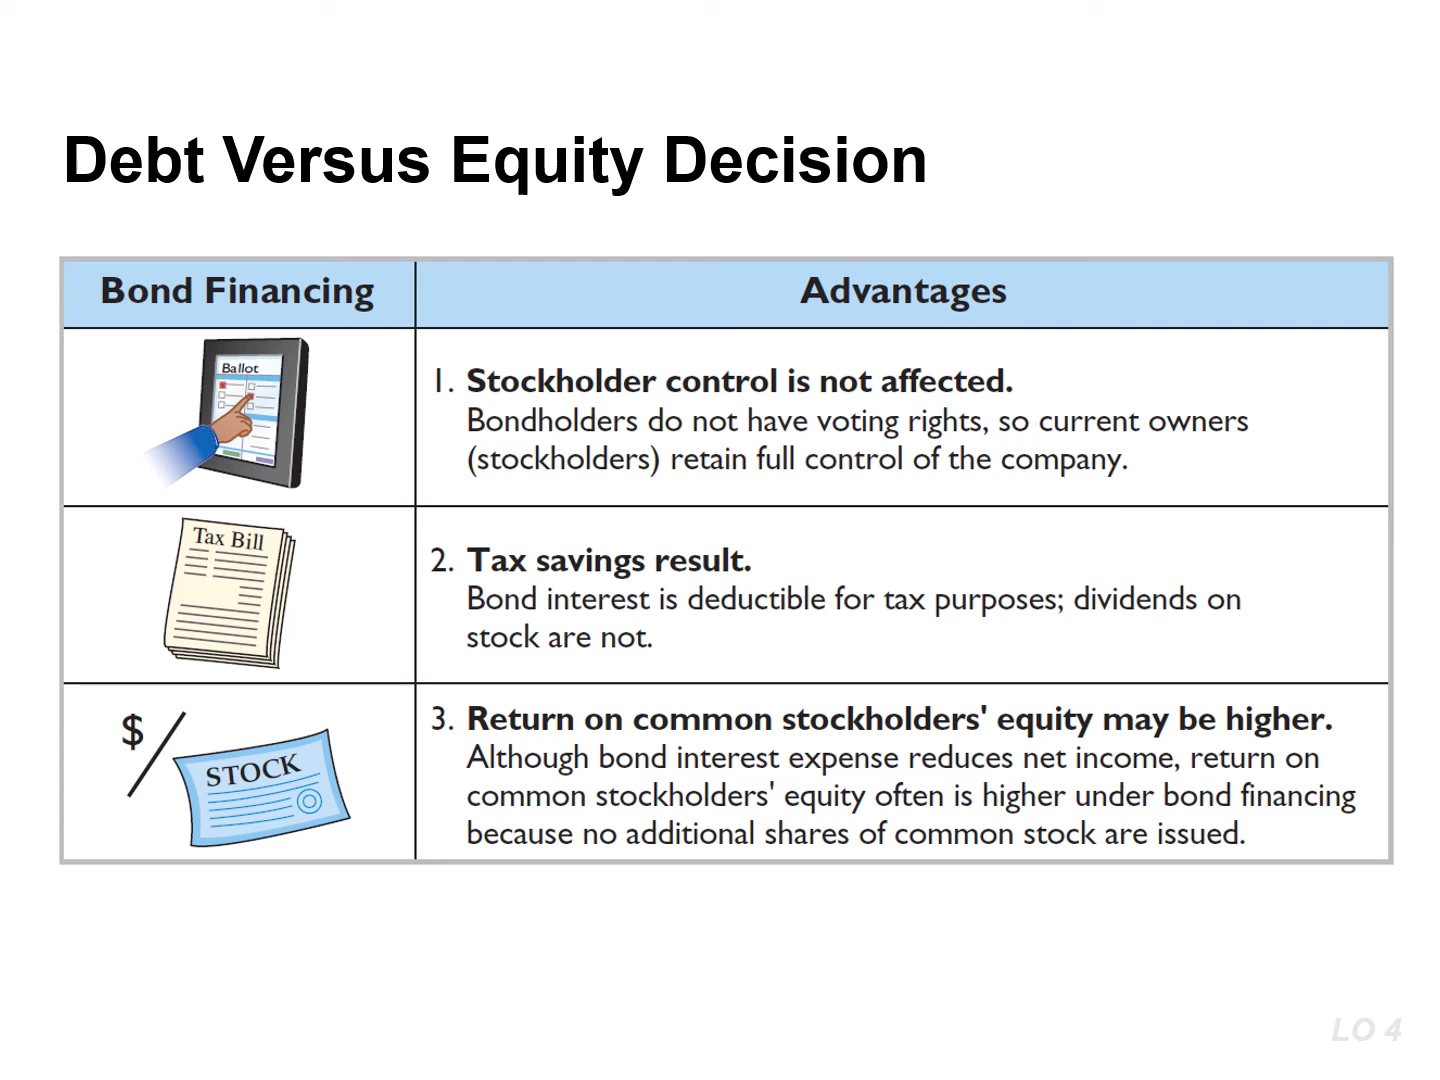 Debt Versus Equity Decision
Bond Financing
Advantages
Ballot
1. Stockholder control is not affected.
Bondholders do not have voting rights, so current owners
(stockholders) retain full control of the company.
Tax Bill
2. Tax savings result.
Bond interest is deductible for tax purposes; dividends on
stock are not.
$
STOCK
3. Return on common stockholders' equity may be higher.
Although bond interest expense reduces net income, return on
common stockholders' equity often is higher under bond financing
because no additional shares of common stock are issued.
LO 4